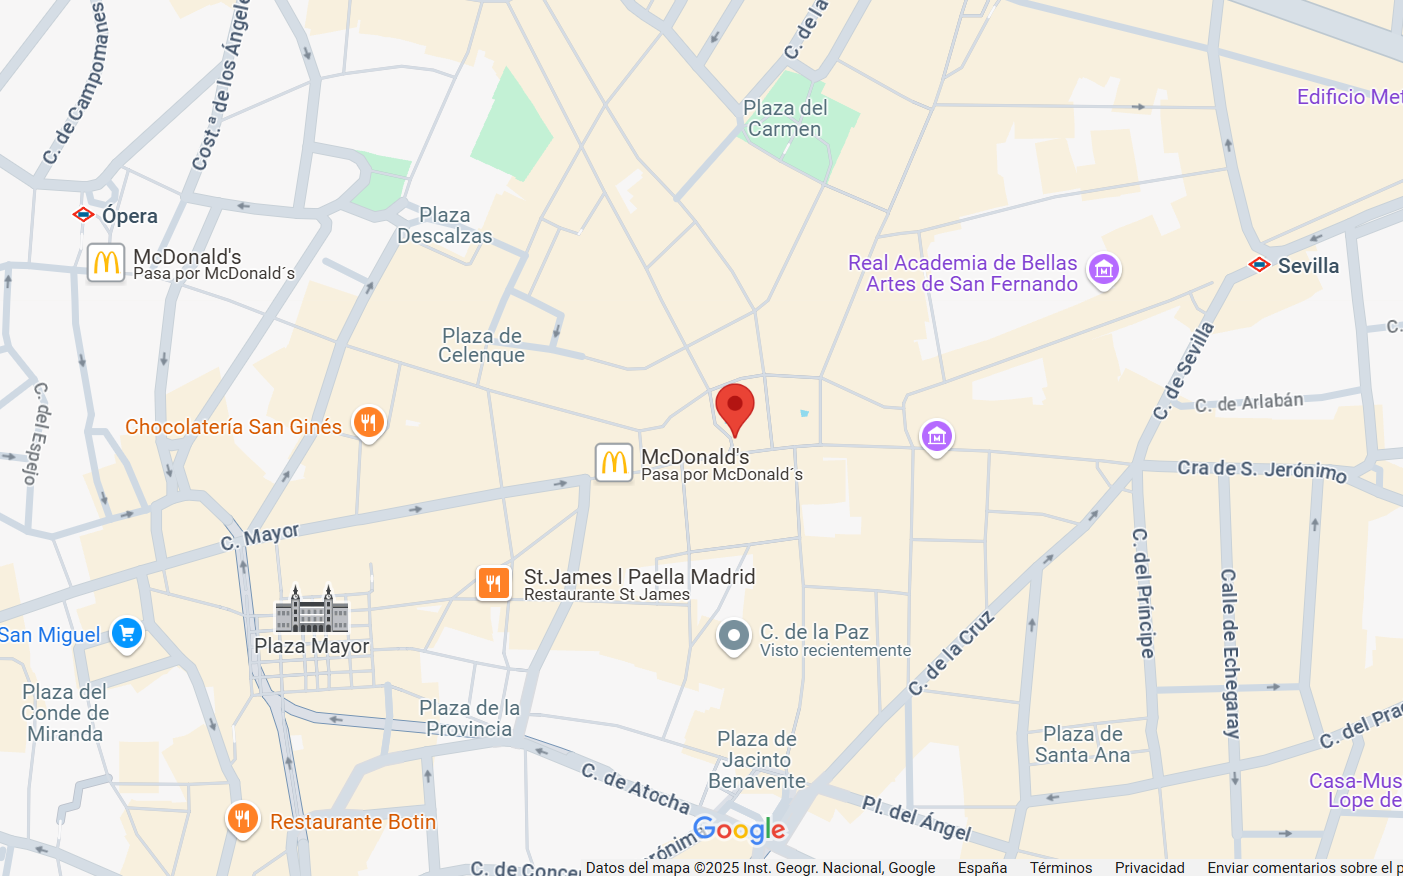 C. de Campomanes
Cost.ª de los Ángele
C. de la
Plaza del
Carmen
Edificio Met
Ópera
Plaza
Descalzas
McDonald's
Pasa por McDonald´s
Real Academia de Bellas
Artes de San Fernando
Sevilla
Plaza de
Celenque
C.
C. de Sevilla
C. de Arlabán
C. del Espejo
Chocolatería San Ginés
McDonald's
Pasa por McDonald´s
Cra de S. Jerónimo
C. Mayor
St.James l Paella Madrid
Restaurante St James
C. del Príncipe
Calle de Echegaray
San Miguel
Plaza Mayor
C. de la Paz
Visto recientemente
C. de la Cruz
Plaza del
Conde de
Miranda
Plaza de la
Provincia
Plaza de
Jacinto
Benavente
Plaza de
Santa Ana
C. del Prad
C. de Atocha
Casa-Mus
Lope de
Pl. del Ángel
Restaurante Botin
Google
erónimo
C. de Conce
Datos del mapa ©2025 Inst. Geogr. Nacional, Google
España
Términos
Privacidad
Enviar comentarios sobre el p